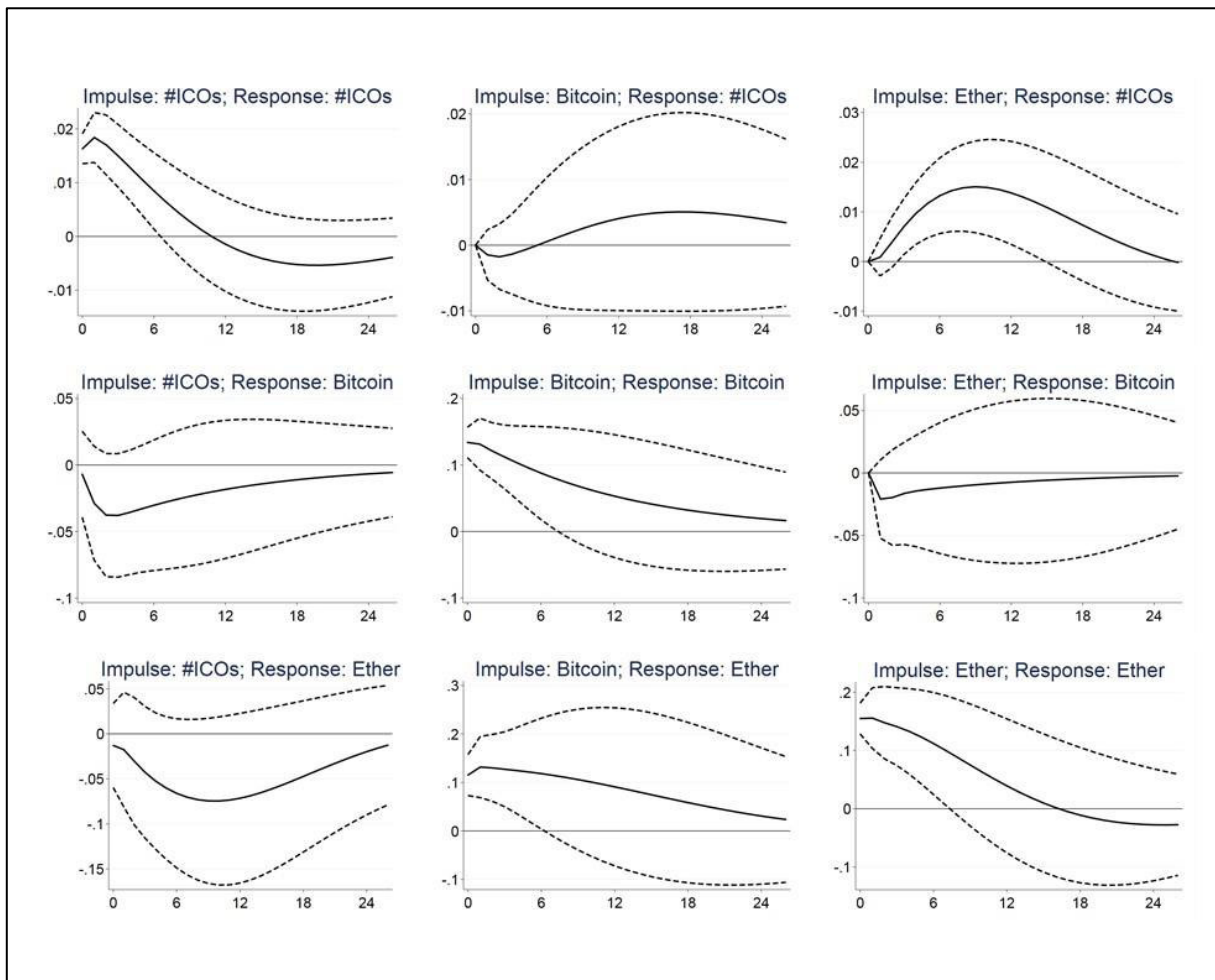 Impulse: #ICOs; Response: #ICOs
.02
.01
0
-.01
0 6 12 18 24
Impulse: Bitcoin; Response: #ICOs
.02
.01
0
-.01
0 6 12 18 24
Impulse: Ether; Response: #ICOs
.03
.02
.01
0
-.01
0 6 12 18 24
Impulse: #ICOs; Response: Bitcoin
.05
0
-.05
-.1
0 6 12 18 24
Impulse: Bitcoin; Response: Bitcoin
.2
.1
0
-.1
0 6 12 18 24
Impulse: Ether; Response: Bitcoin
.05
0
-.05
-.1
0 6 12 18 24
Impulse: #ICOs; Response: Ether
.05
0
-.05
-.1
-.15
0 6 12 18 24
Impulse: Bitcoin; Response: Ether
.3
.2
.1
0
-.1
0 6 12 18 24
Impulse: Ether; Response: Ether
.2
.1
0
-.1
0 6 12 18 24